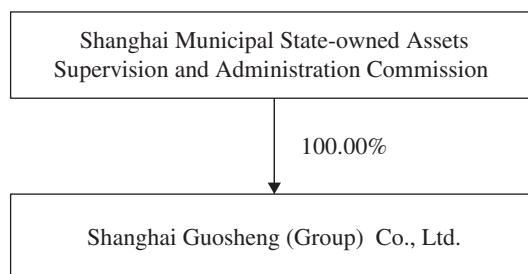 Shanghai Municipal State-owned Assets
Supervision and Administration Commission
100.00%
Shanghai Guosheng (Group) Co., Ltd.